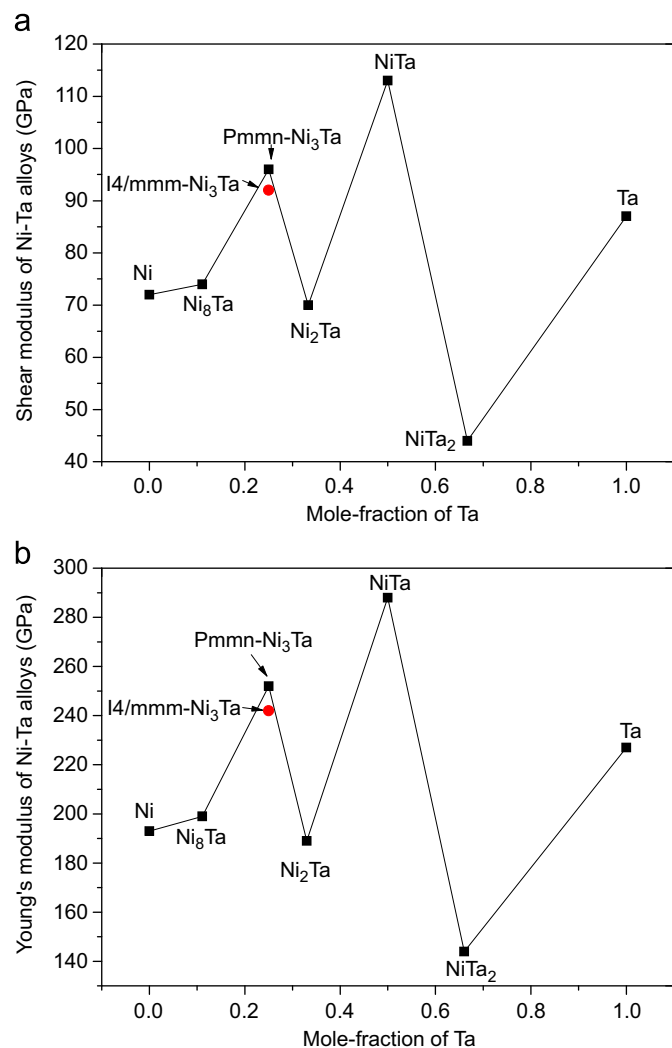 a
Shear modulus of Ni-Ta alloys (GPa)
120
110
100
90
80
70
60
50
40
NiTa
Pmmn-Ni₃Ta
I4/mmm-Ni₃Ta
Ta
Ni
Ni₈Ta
Ni₂Ta
NiTa₂
0.0 0.2 0.4 0.6 0.8 1.0
Mole-fraction of Ta
b
Young's modulus of Ni-Ta alloys (GPa)
300
280
260
240
220
200
180
160
140
NiTa
Pmmn-Ni₃Ta
I4/mmm-Ni₃Ta
Ta
Ni
Ni₈Ta
Ni₂Ta
NiTa₂
0.0 0.2 0.4 0.6 0.8 1.0
Mole-fraction of Ta